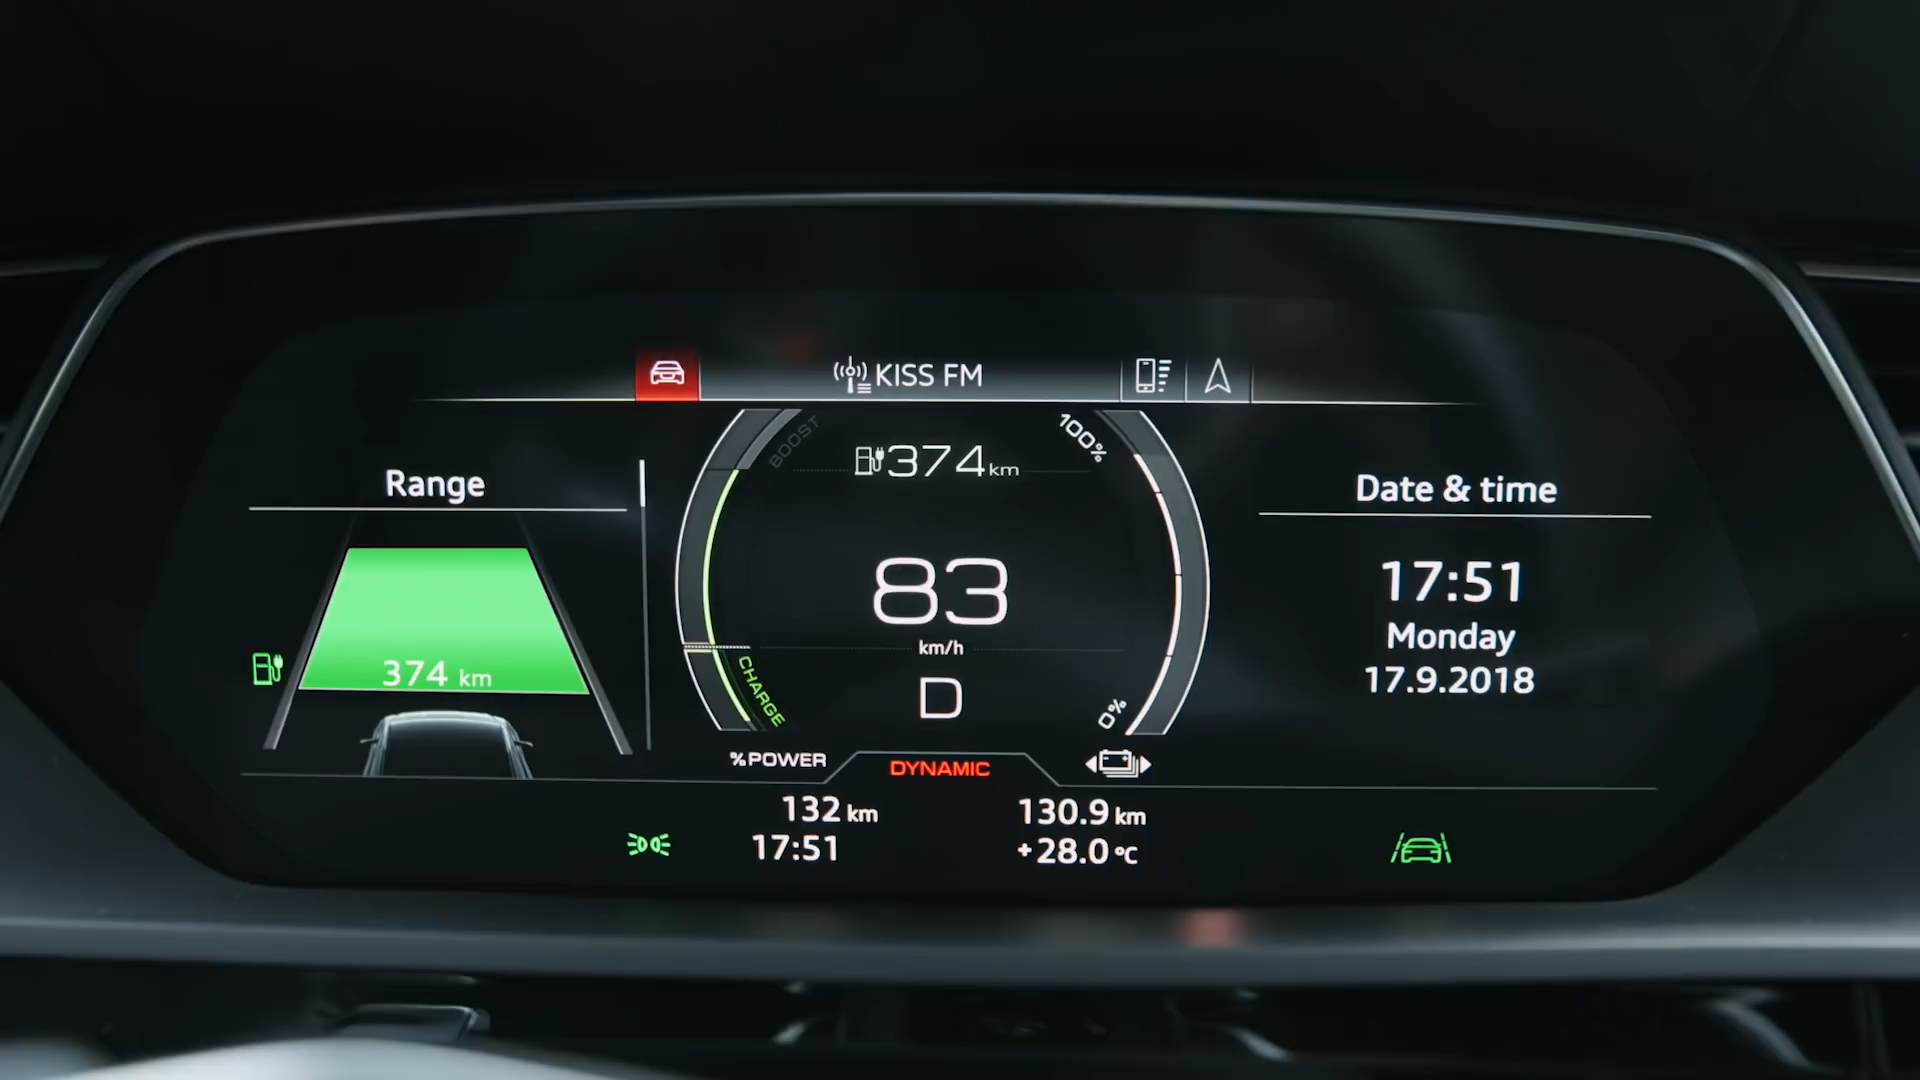 KISS FM
Range
374 km
BOOST
100%
374 km
83
km/h
D
CHARGE
0%
% POWER
DYNAMIC
Date & time
17:51
Monday
17.9.2018
132 km
130.9 km
17:51
+28.0 °C